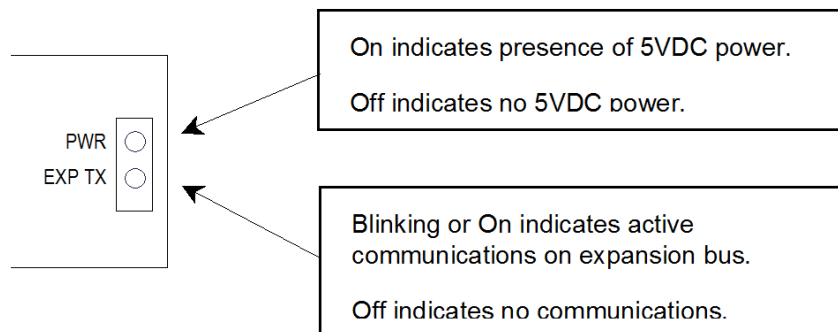 On indicates presence of 5VDC power.
Off indicates no 5VDC power.
PWR
EXP TX
Blinking or On indicates active
communications on expansion bus.
Off indicates no communications.